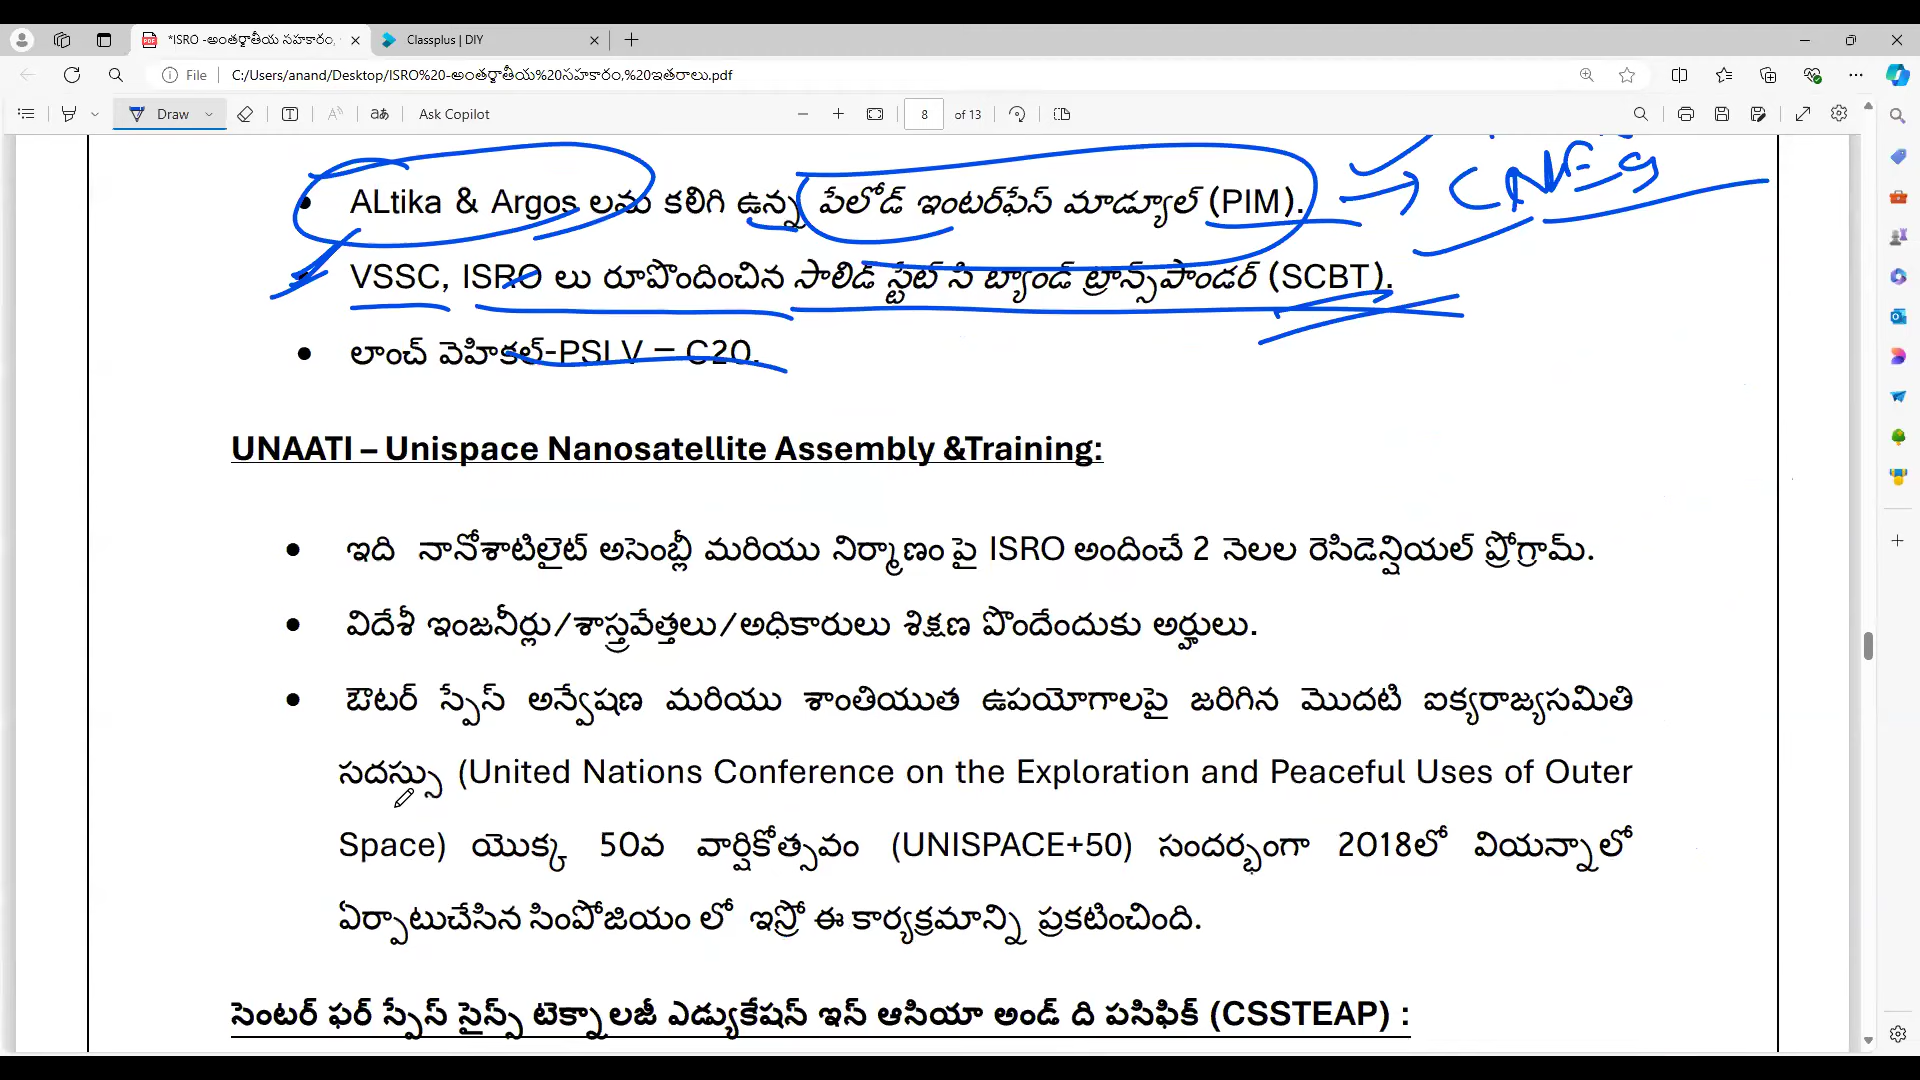 *ISRO -అంతర్జాతీయ సహకారం,
Classplus | DIY
File C:/Users/anand/Desktop/ISRO%20-అంతర్జాతీయ%20సహకారం,%20ఇతరాలు.pdf
Draw Ask Copilot 8 of 13
CNES
ALtika & Argos లను కలిగి ఉన్న పేలోడ్ ఇంటర్‌ఫేస్ మాడ్యూల్ (PIM).
VSSC, ISRO లు రూపొందించిన సాలిడ్ స్టేట్ సి బ్యాండ్ ట్రాన్స్‌పాండర్ (SCBT).
లాంచ్ వెహికల్-PSLV – C20.
UNAATI – Unispace Nanosatellite Assembly &Training:
ఇది నానోశాటిలైట్ అసెంబ్లీ మరియు నిర్మాణం పై ISRO అందించే 2 నెలల రెసిడెన్షియల్ ప్రోగ్రామ్.
విదేశీ ఇంజనీర్లు/శాస్త్రవేత్తలు/అధికారులు శిక్షణ పొందేందుకు అర్హులు.
ఔటర్ స్పేస్ అన్వేషణ మరియు శాంతియుత ఉపయోగాలపై జరిగిన మొదటి ఐక్యరాజ్యసమితి
సదస్సు (United Nations Conference on the Exploration and Peaceful Uses of Outer
Space) యొక్క 50వ వార్షికోత్సవం (UNISPACE+50) సందర్భంగా 2018లో వియన్నాలో
ఏర్పాటుచేసిన సింపోజియం లో ఇస్రో ఈ కార్యక్రమాన్ని ప్రకటించింది.
సెంటర్ ఫర్ స్పేస్ సైన్స్ టెక్నాలజీ ఎడ్యుకేషన్ ఇన్ ఆసియా అండ్ ది పసిఫిక్ (CSSTEAP) :